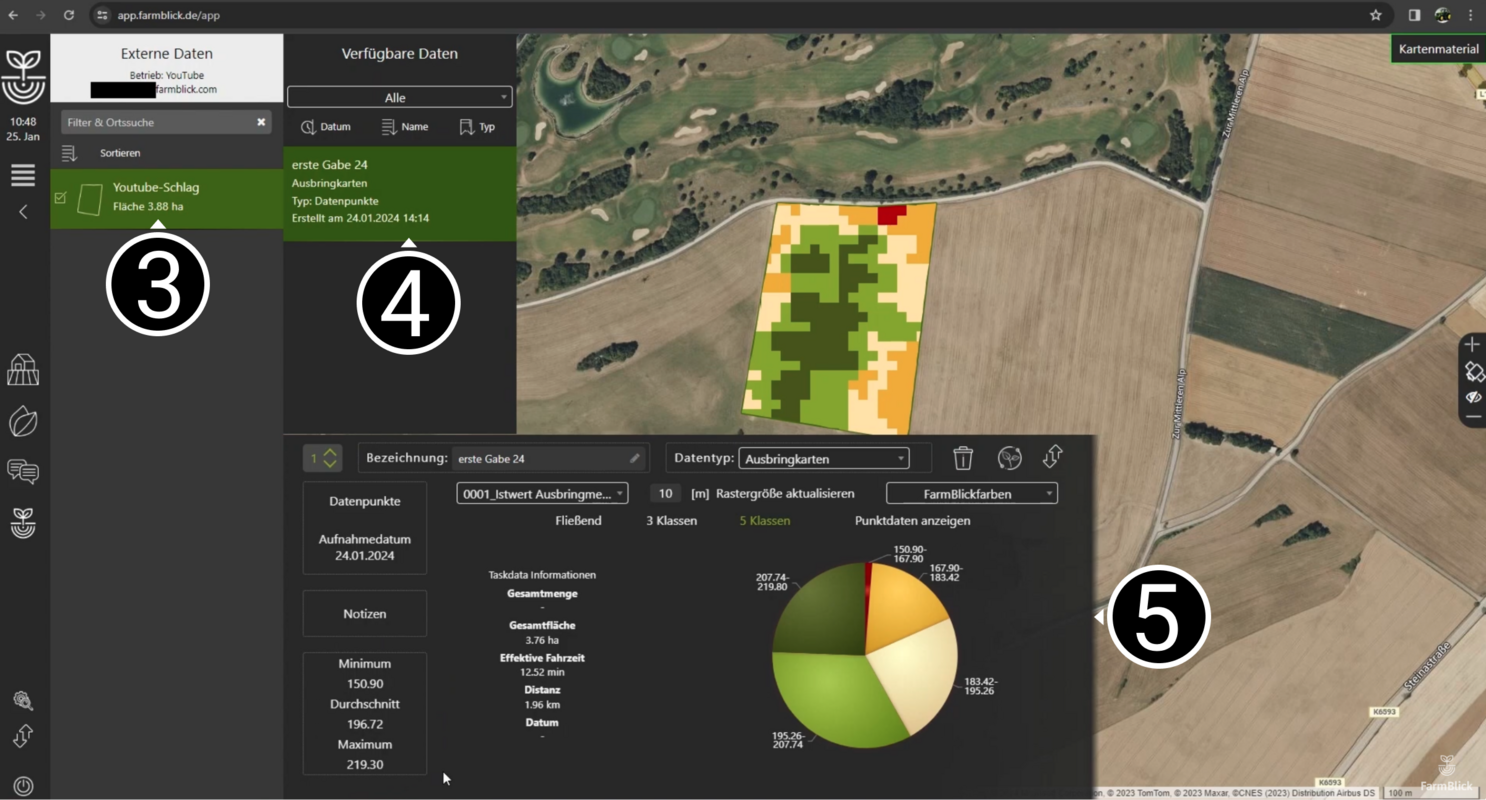 app.farmblick.de/app
10:48
25. Jan
Externe Daten
Betrieb: YouTube
farmblick.com
Filter & Ortssuche
Sortieren
Youtube-Schlag
Fläche 3.88 ha
3
Verfügbare Daten
Alle
Datum Name Typ
erste Gabe 24
Ausbringkarten
Typ: Datenpunkte
Erstellt am 24.01.2024 14:14
4
Kartenmaterial
Zur Mittleren Alp
Zur Mittleren Alp
1 Bezeichnung: erste Gabe 24 Datentyp: Ausbringkarten
Datenpunkte
Aufnahmedatum
24.01.2024
Notizen
Minimum
150.90
Durchschnitt
196.72
Maximum
219.30
0001_Istwert Ausbringme... 10 [m] Rastergröße aktualisieren FarmBlickfarben
Fließend 3 Klassen 5 Klassen Punktdaten anzeigen
Taskdata Informationen
Gesamtmenge
-
Gesamtfläche
3.76 ha
Effektive Fahrzeit
12.52 min
Distanz
1.96 km
Datum
-
150.90-
167.90
167.90-
183.42
183.42-
195.26
195.26-
207.74
207.74-
219.80
5
Steinastraße
K6593
K6593
FarmBlick
© 2023 TomTom, © 2023 Maxar, ©CNES (2023) Distribution Airbus DS 100 m